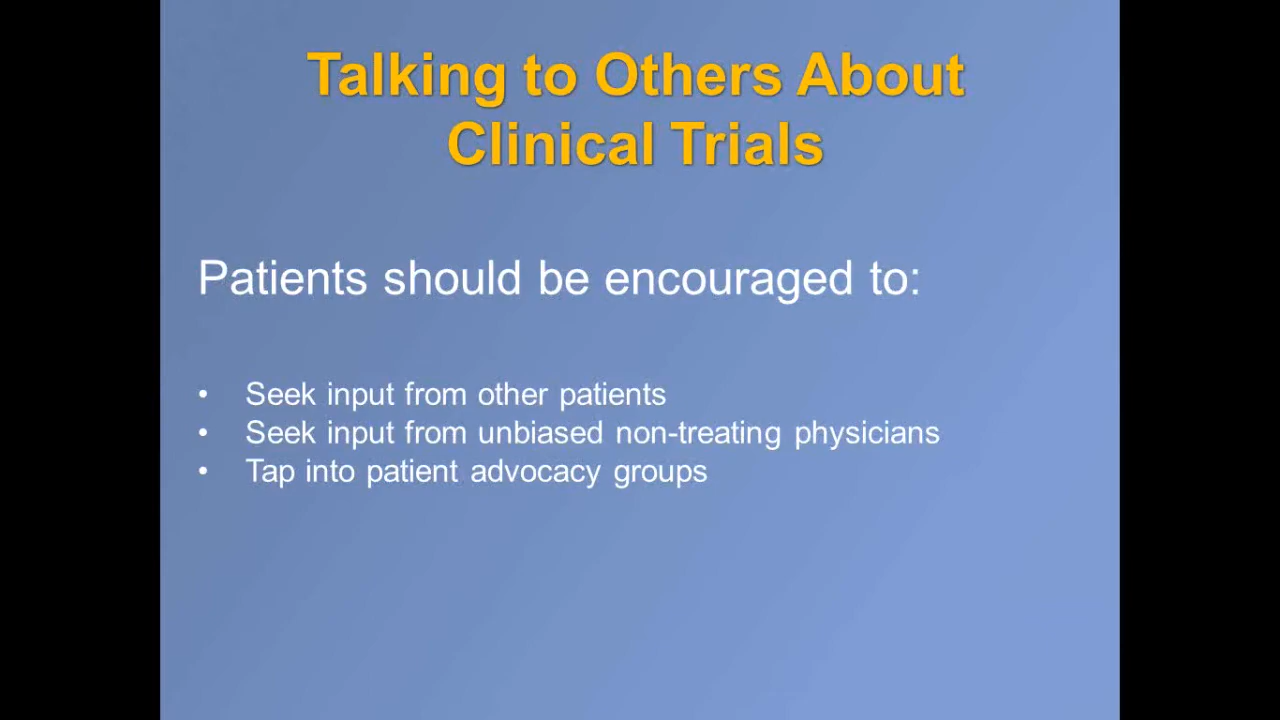 Talking to Others About
Clinical Trials
Patients should be encouraged to:
• Seek input from other patients
• Seek input from unbiased non-treating physicians
• Tap into patient advocacy groups